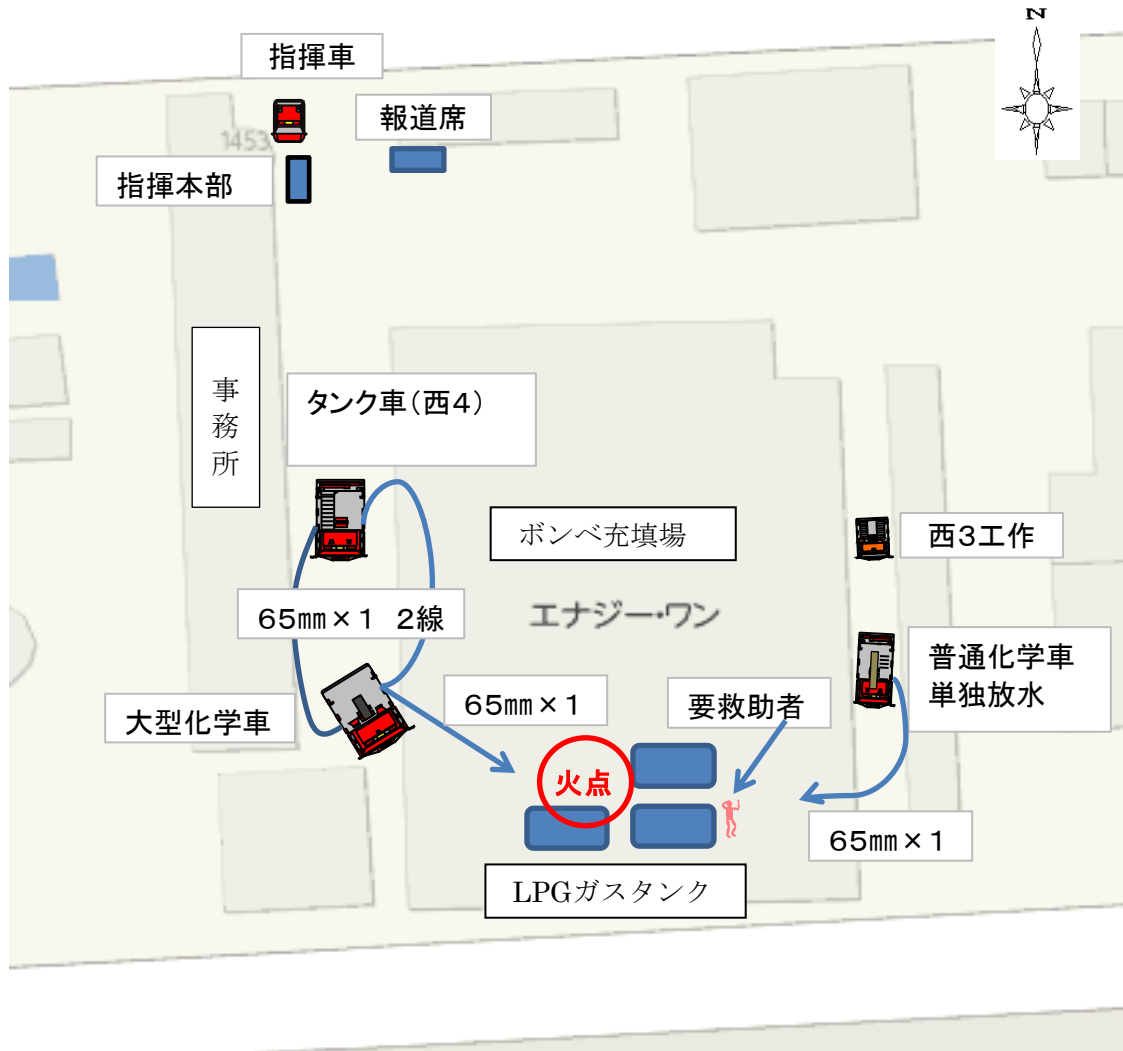 N
指揮車
報道席
1453
指揮本部
事
務
所
タンク車(西4)
ボンベ充填場
西3工作
エナジー・ワン
65㎜×1 2線
普通化学車
単独放水
65㎜×1
要救助者
大型化学車
火点
65㎜×1
LPGガスタンク